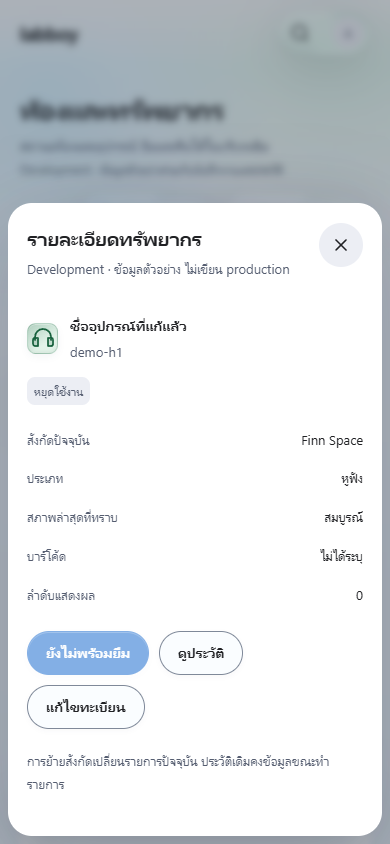 labboy
รายละเอียดทรัพยากร
Development · ข้อมูลตัวอย่าง ไม่เขียน production
ชื่ออุปกรณ์ที่แก้แล้ว
demo-h1
หยุดใช้งาน
สังกัดปัจจุบัน Finn Space
ประเภท หูฟัง
สภาพล่าสุดที่ทราบ สมบูรณ์
บาร์โค้ด ไม่ได้ระบุ
ลำดับแสดงผล 0
ยังไม่พร้อมยืม ดูประวัติ
แก้ไขทะเบียน
การย้ายสังกัดเปลี่ยนรายการปัจจุบัน ประวัติเดิมคงข้อมูลขณะทำ
รายการ